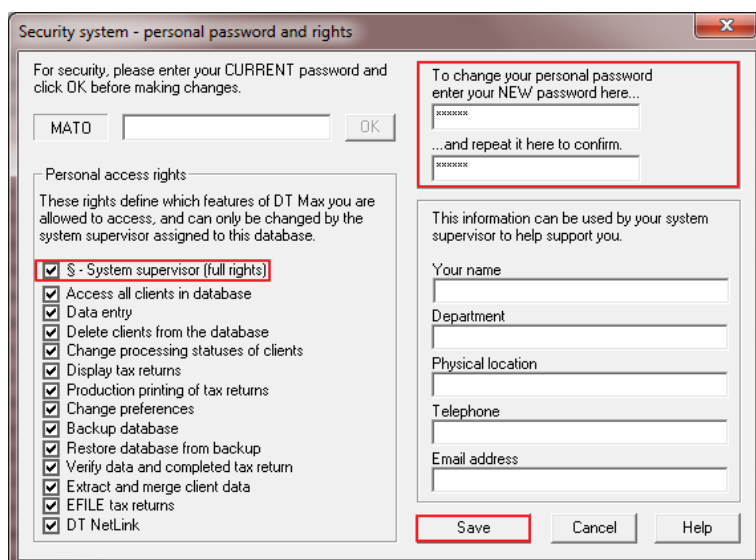 Security system - personal password and rights
For security, please enter your CURRENT password and
click OK before making changes.
MATO
OK
Personal access rights
These rights define which features of DT Max you are
allowed to access, and can only be changed by the
system supervisor assigned to this database.
§ - System supervisor (full rights)
Access all clients in database
Data entry
Delete clients from the database
Change processing statuses of clients
Display tax returns
Production printing of tax returns
Change preferences
Backup database
Restore database from backup
Verify data and completed tax return
Extract and merge client data
EFILE tax returns
DT NetLink
To change your personal password
enter your NEW password here...
××××××
...and repeat it here to confirm.
××××××
This information can be used by your system
supervisor to help support you.
Your name
Department
Physical location
Telephone
Email address
Save
Cancel
Help